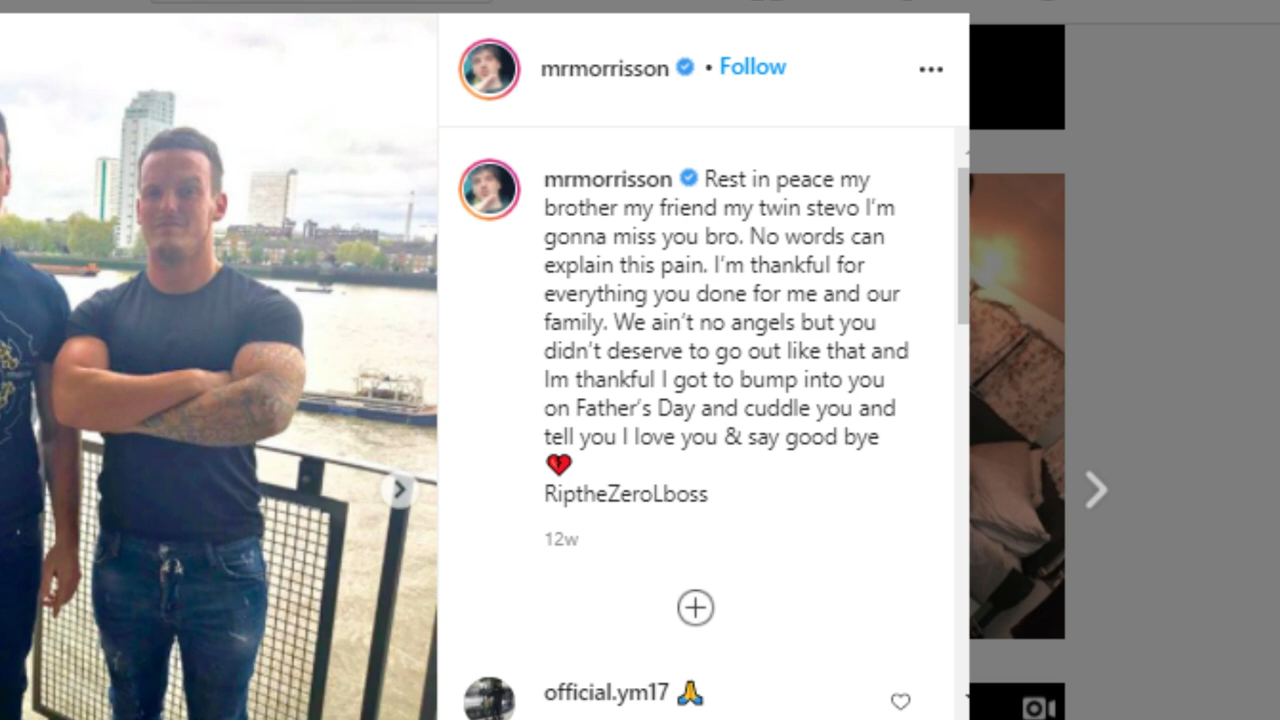 mrmorrisson • Follow
mrmorrisson Rest in peace my
brother my friend my twin stevo I’m
gonna miss you bro. No words can
explain this pain. I’m thankful for
everything you done for me and our
family. We ain’t no angels but you
didn’t deserve to go out like that and
Im thankful I got to bump into you
on Father’s Day and cuddle you and
tell you I love you & say good bye
💔
RiptheZeroLboss
12w
official.ym17 🙏